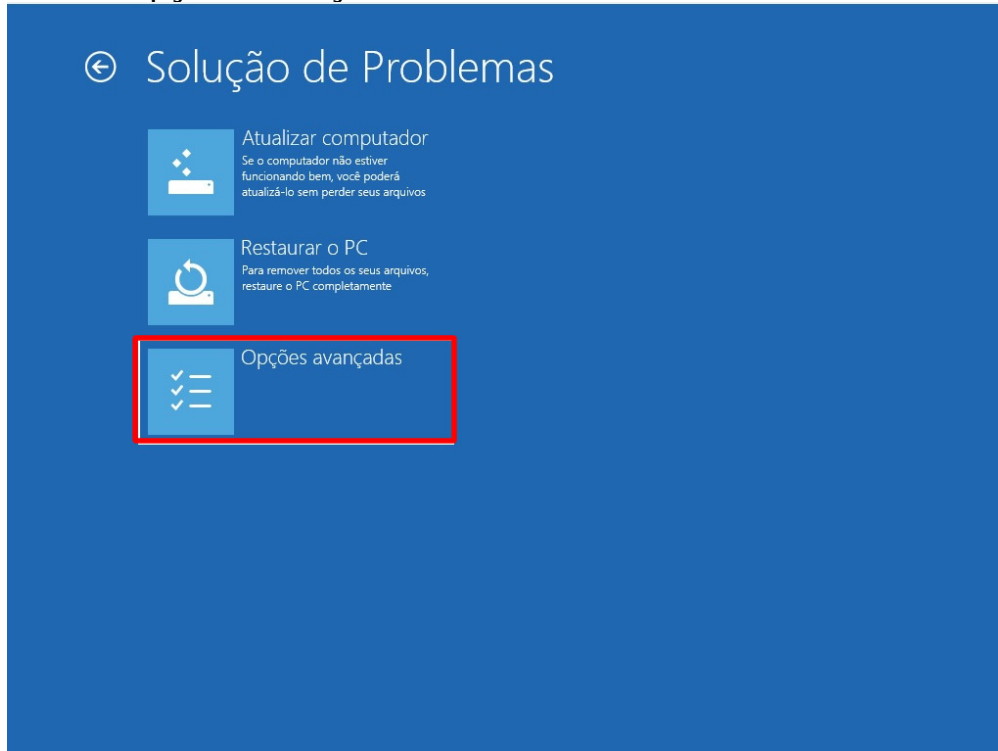 Solução de Problemas
Atualizar computador
Se o computador não estiver
funcionando bem, você poderá
atualizá-lo sem perder seus arquivos
Restaurar o PC
Para remover todos os seus arquivos,
restaure o PC completamente
Opções avançadas